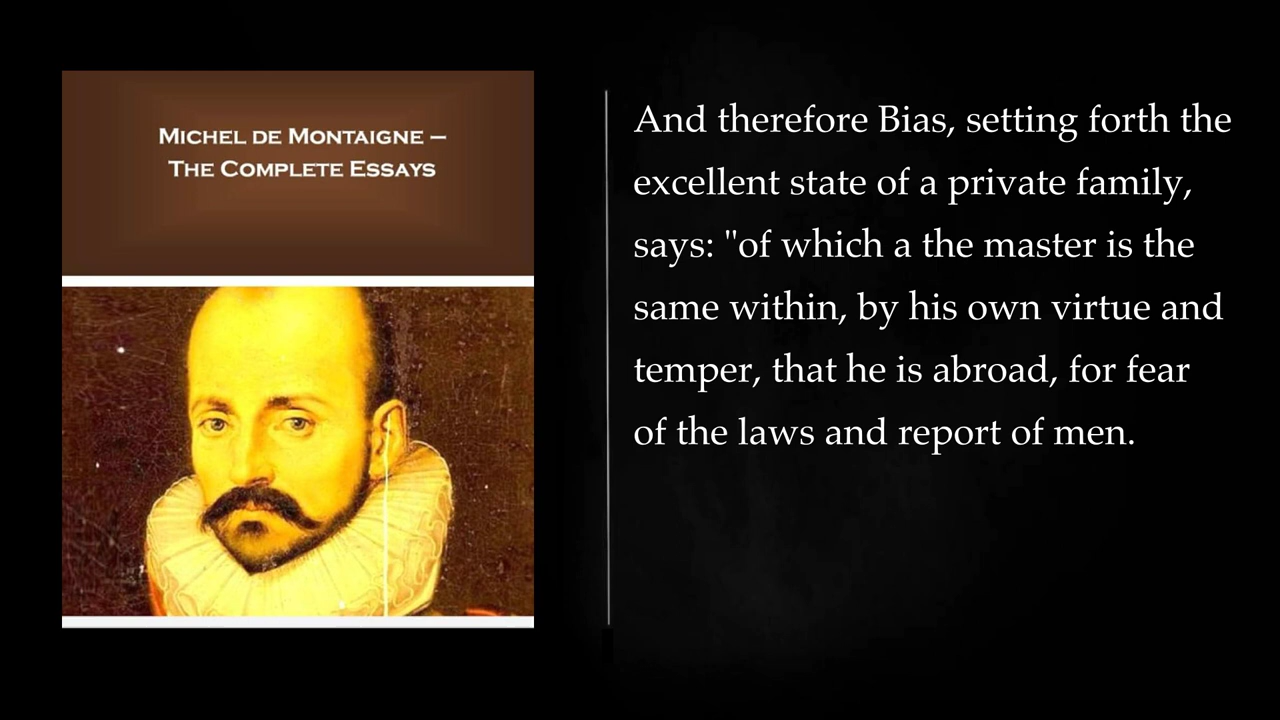 Michel de Montaigne –
The Complete Essays
And therefore Bias, setting forth the
excellent state of a private family,
says: "of which a the master is the
same within, by his own virtue and
temper, that he is abroad, for fear
of the laws and report of men.